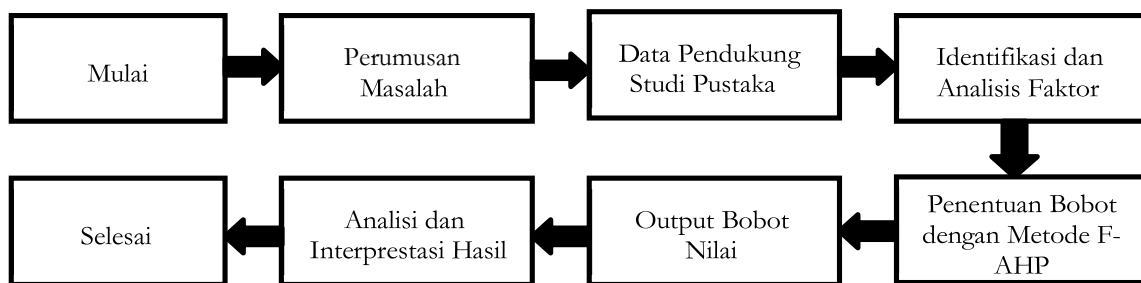 Mulai
Perumusan
Masalah
Data Pendukung
Studi Pustaka
Identifikasi dan
Analisis Faktor
Penentuan Bobot
dengan Metode F-
AHP
Output Bobot
Nilai
Analisi dan
Interprestasi Hasil
Selesai